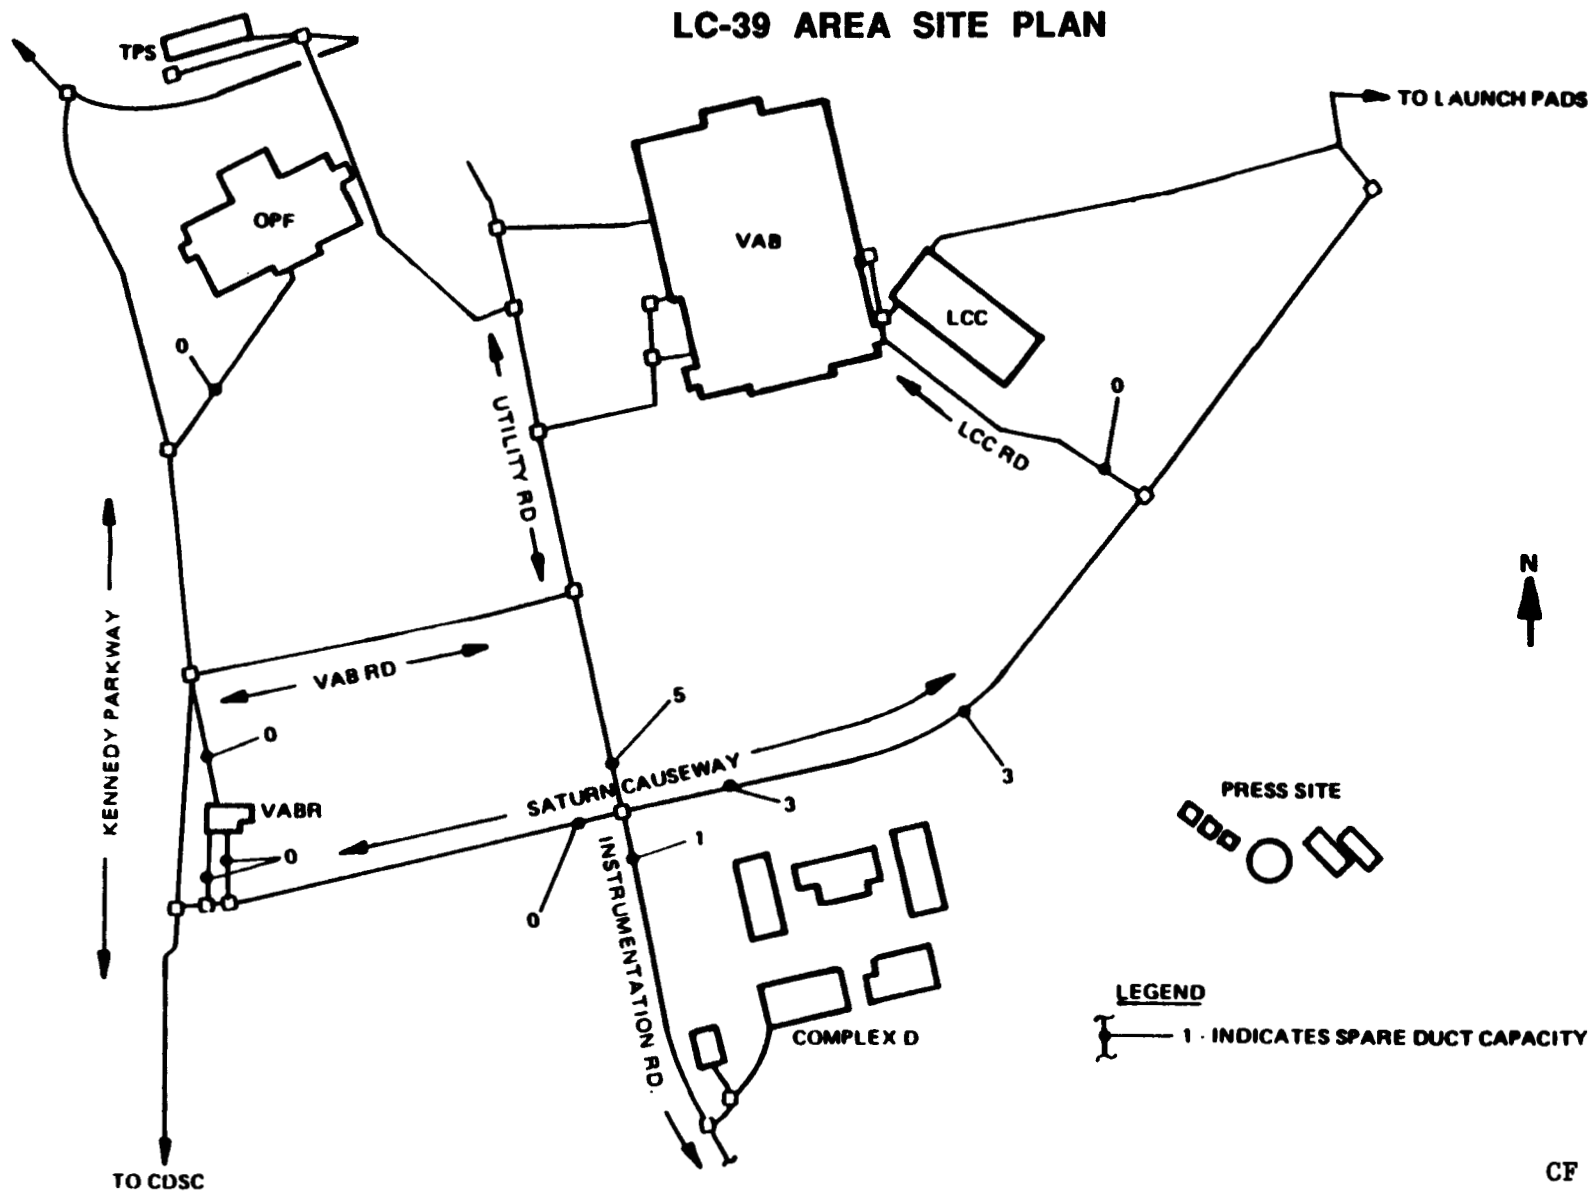 LC-39 AREA SITE PLAN
TPS
TO LAUNCH PADS
OPF
VAB
LCC
0
0
UTILITY RD
LCC RD
N
KENNEDY PARKWAY
VAB RD
5
0
SATURN CAUSEWAY
3
3
PRESS SITE
VABR
1
0
0
INSTRUMENTATION RD.
LEGEND
COMPLEX D
1 - INDICATES SPARE DUCT CAPACITY
TO CDSC
CF